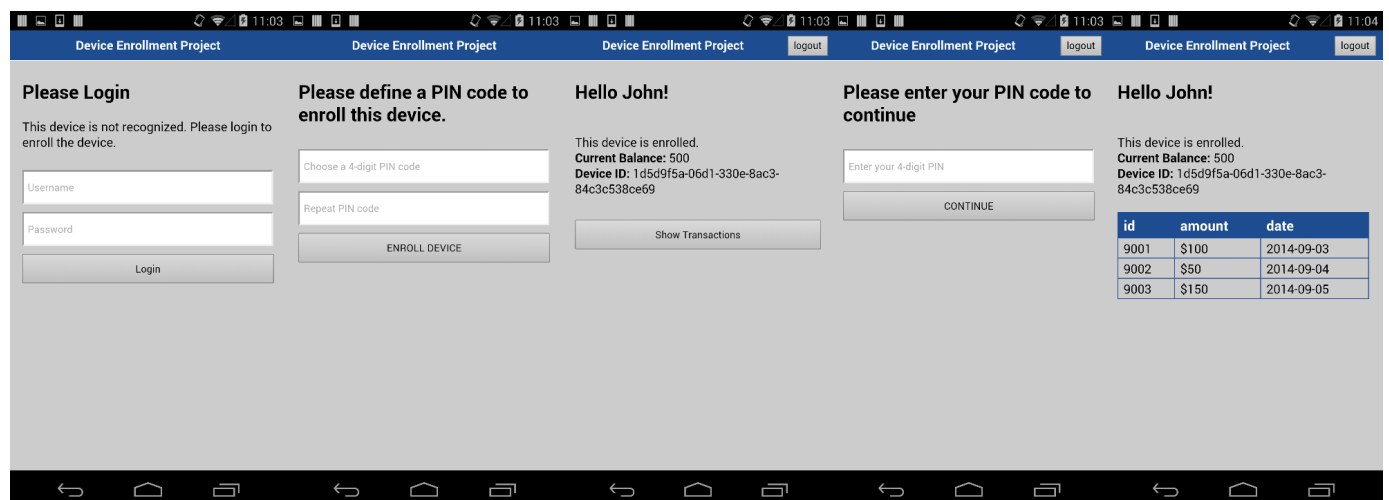 11:03
Device Enrollment Project
Please Login
This device is not recognized. Please login to
enroll the device.
Username
Password
Login
11:03
Device Enrollment Project
Please define a PIN code to
enroll this device.
Choose a 4-digit PIN code
Repeat PIN code
ENROLL DEVICE
11:03
Device Enrollment Project
logout
Hello John!
This device is enrolled.
Current Balance: 500
Device ID: 1d5d9f5a-06d1-330e-8ac3-
84c3c538ce69
Show Transactions
11:03
Device Enrollment Project
logout
Please enter your PIN code to
continue
Enter your 4-digit PIN
CONTINUE
11:04
Device Enrollment Project
logout
Hello John!
This device is enrolled.
Current Balance: 500
Device ID: 1d5d9f5a-06d1-330e-8ac3-
84c3c538ce69
id amount date
9001 $100 2014-09-03
9002 $50 2014-09-04
9003 $150 2014-09-05